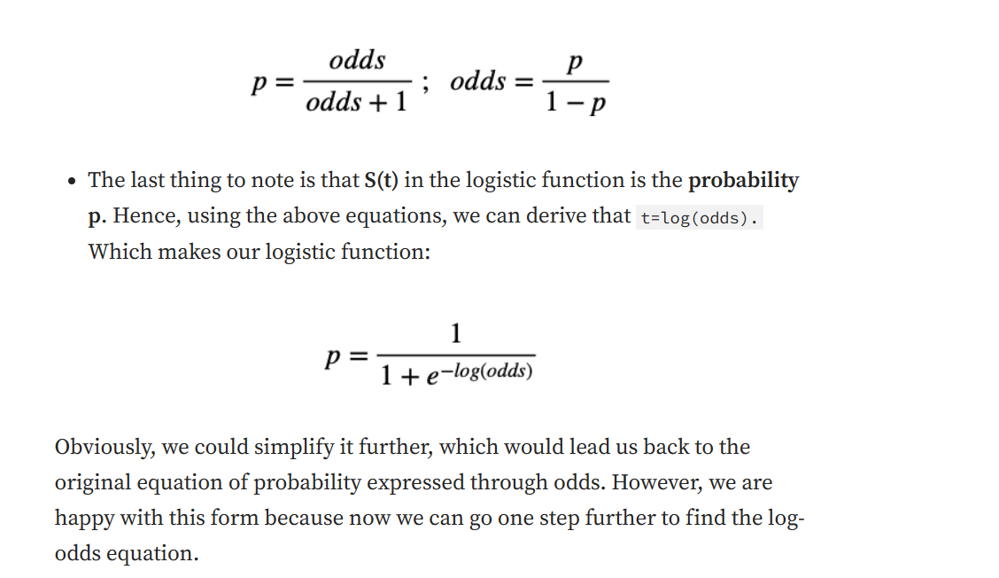 p = odds / (odds + 1) ; odds = p / (1 − p)
• The last thing to note is that S(t) in the logistic function is the probability
p. Hence, using the above equations, we can derive that t=log(odds).
Which makes our logistic function:
p = 1 / (1 + e^−log(odds))
Obviously, we could simplify it further, which would lead us back to the
original equation of probability expressed through odds. However, we are
happy with this form because now we can go one step further to find the log-
odds equation.